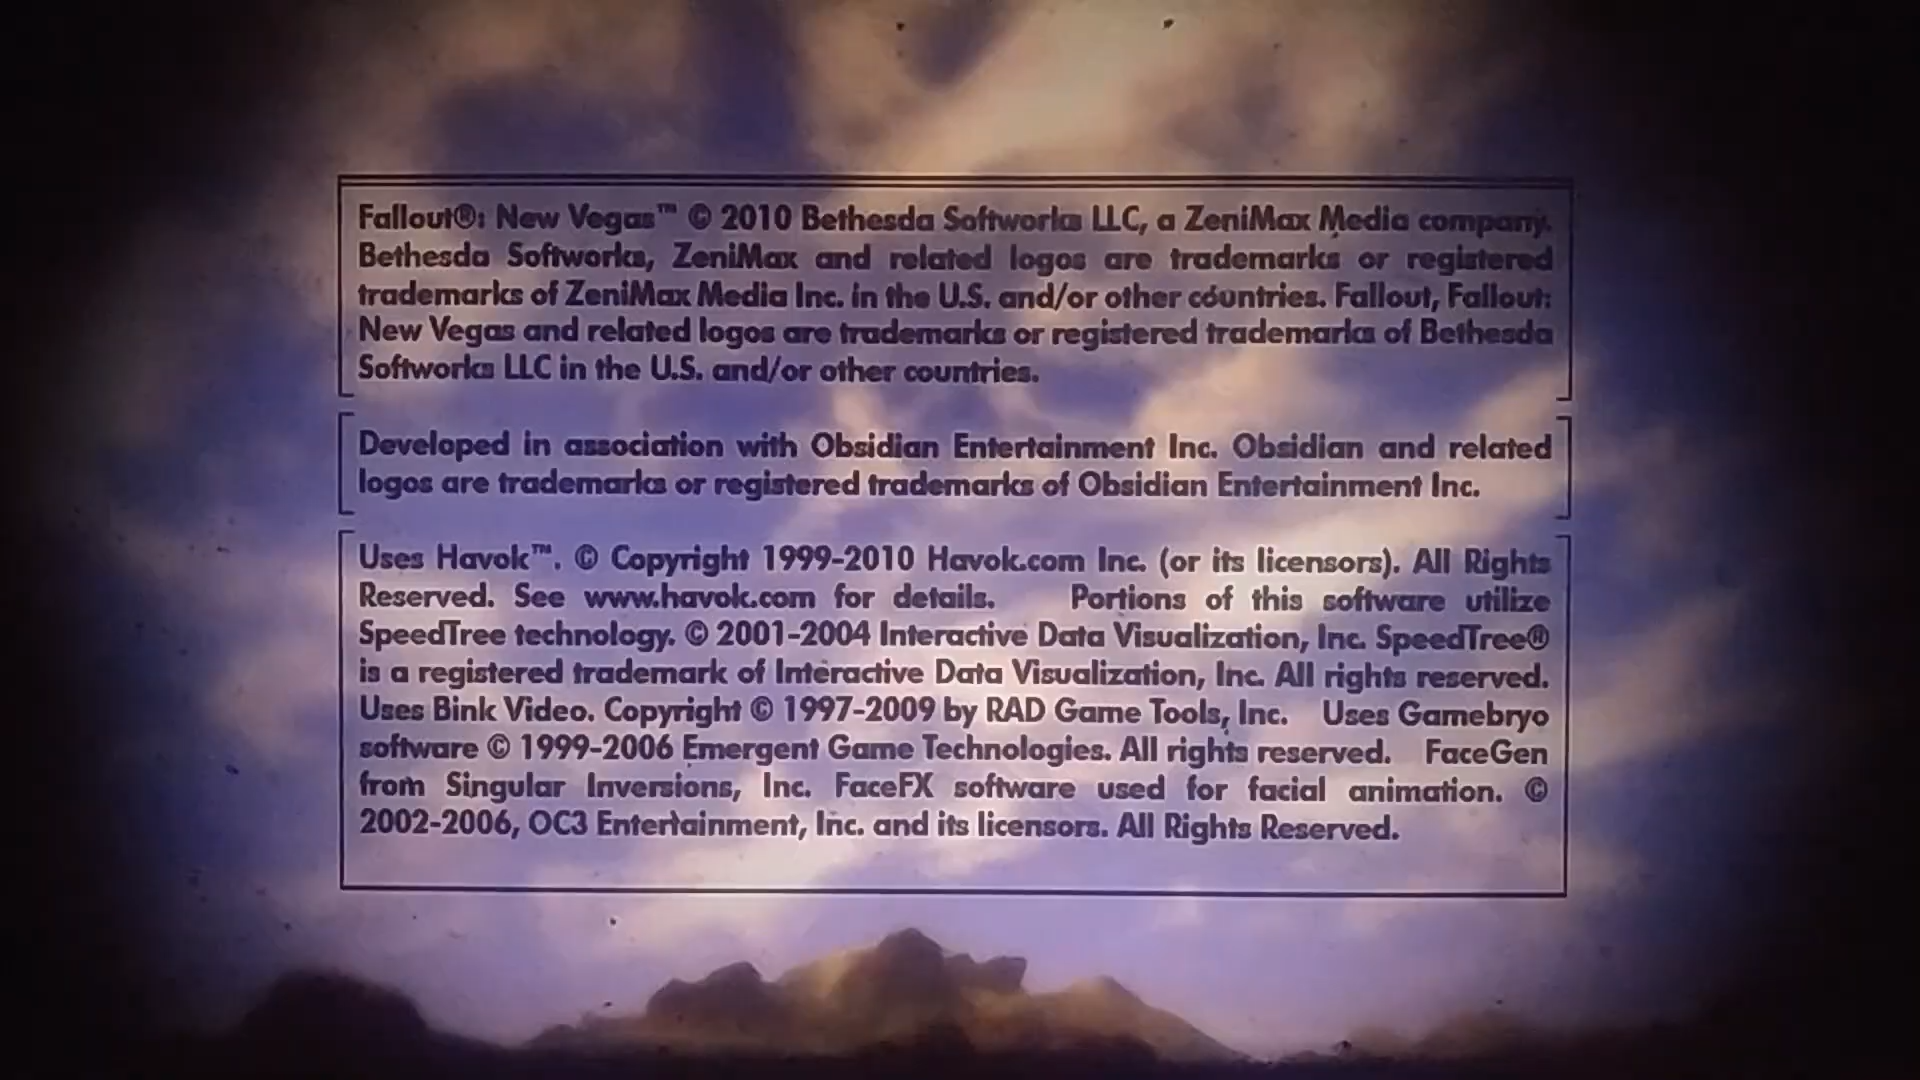 Fallout®: New Vegas™ © 2010 Bethesda Softworks LLC, a ZeniMax Media company.
Bethesda Softworks, ZeniMax and related logos are trademarks or registered
trademarks of ZeniMax Media Inc. in the U.S. and/or other countries. Fallout, Fallout:
New Vegas and related logos are trademarks or registered trademarks of Bethesda
Softworks LLC in the U.S. and/or other countries.
Developed in association with Obsidian Entertainment Inc. Obsidian and related
logos are trademarks or registered trademarks of Obsidian Entertainment Inc.
Uses Havok™. © Copyright 1999-2010 Havok.com Inc. (or its licensors). All Rights
Reserved. See www.havok.com for details. Portions of this software utilize
SpeedTree technology. © 2001-2004 Interactive Data Visualization, Inc. SpeedTree®
is a registered trademark of Interactive Data Visualization, Inc. All rights reserved.
Uses Bink Video. Copyright © 1997-2009 by RAD Game Tools, Inc. Uses Gamebryo
software © 1999-2006 Emergent Game Technologies. All rights reserved. FaceGen
from Singular Inversions, Inc. FaceFX software used for facial animation. ©
2002-2006, OC3 Entertainment, Inc. and its licensors. All Rights Reserved.